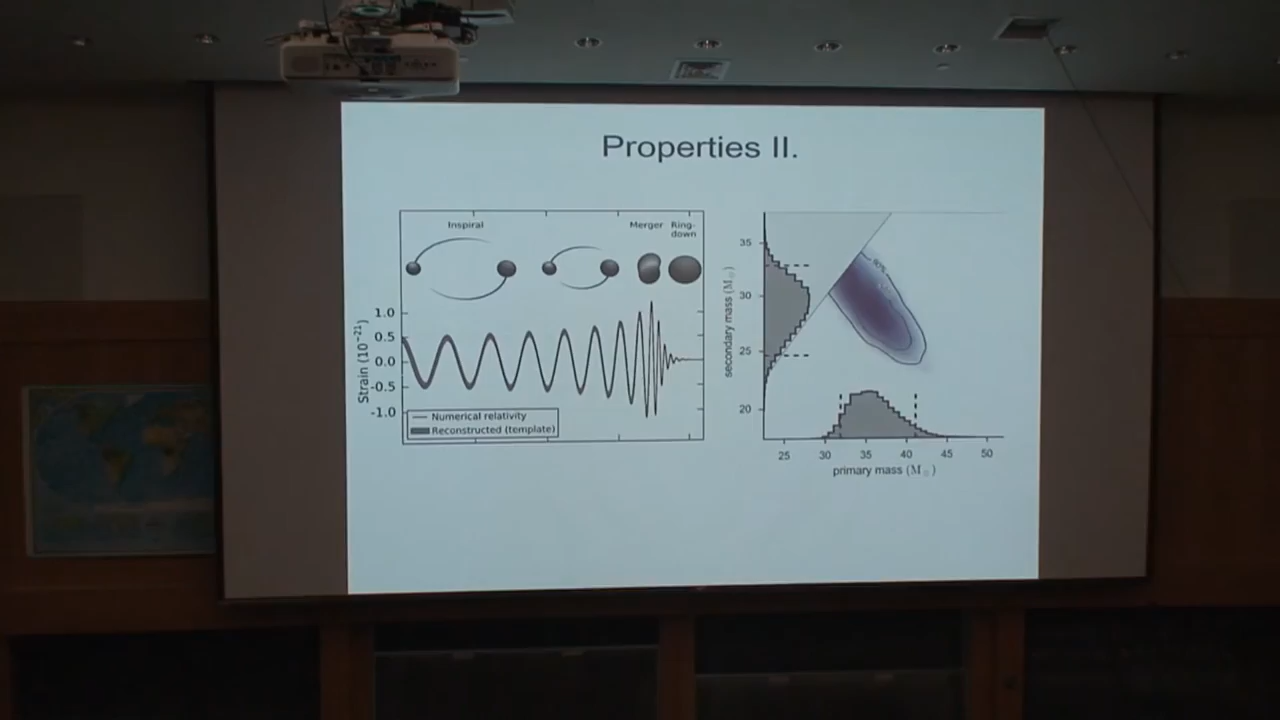 Properties II.
Inspiral
Merger
Ring-
down
Strain (10⁻²¹)
1.0
0.5
0.0
-0.5
-1.0
Numerical relativity
Reconstructed (template)
secondary mass (M☉)
35
30
25
20
90%
25 30 35 40 45 50
primary mass (M☉)